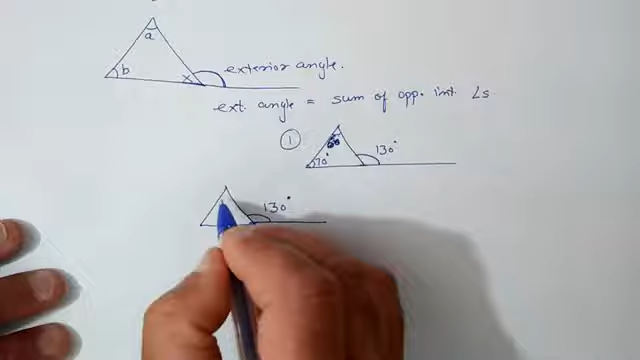 a
b
x
exterior angle.
ext. angle = sum of opp. int. ∠s
1
70°
130°
130°